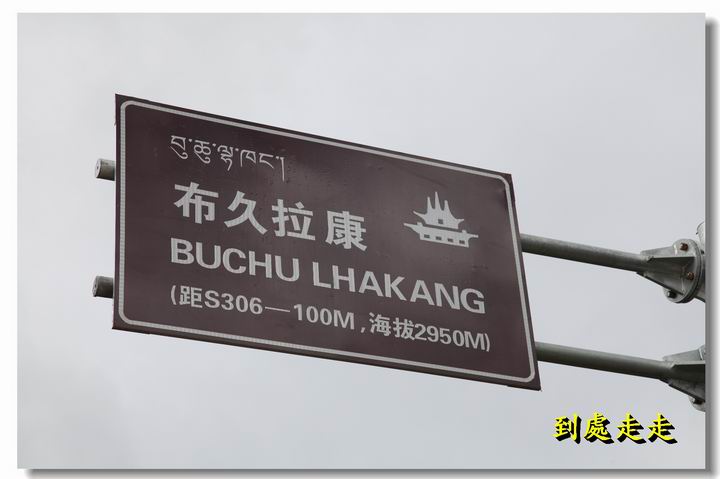 བུ་ཆུ་ལྷ་ཁང་།
布久拉康
BUCHU LHAKANG
(距S306—100M,海拔2950M)
到處走走